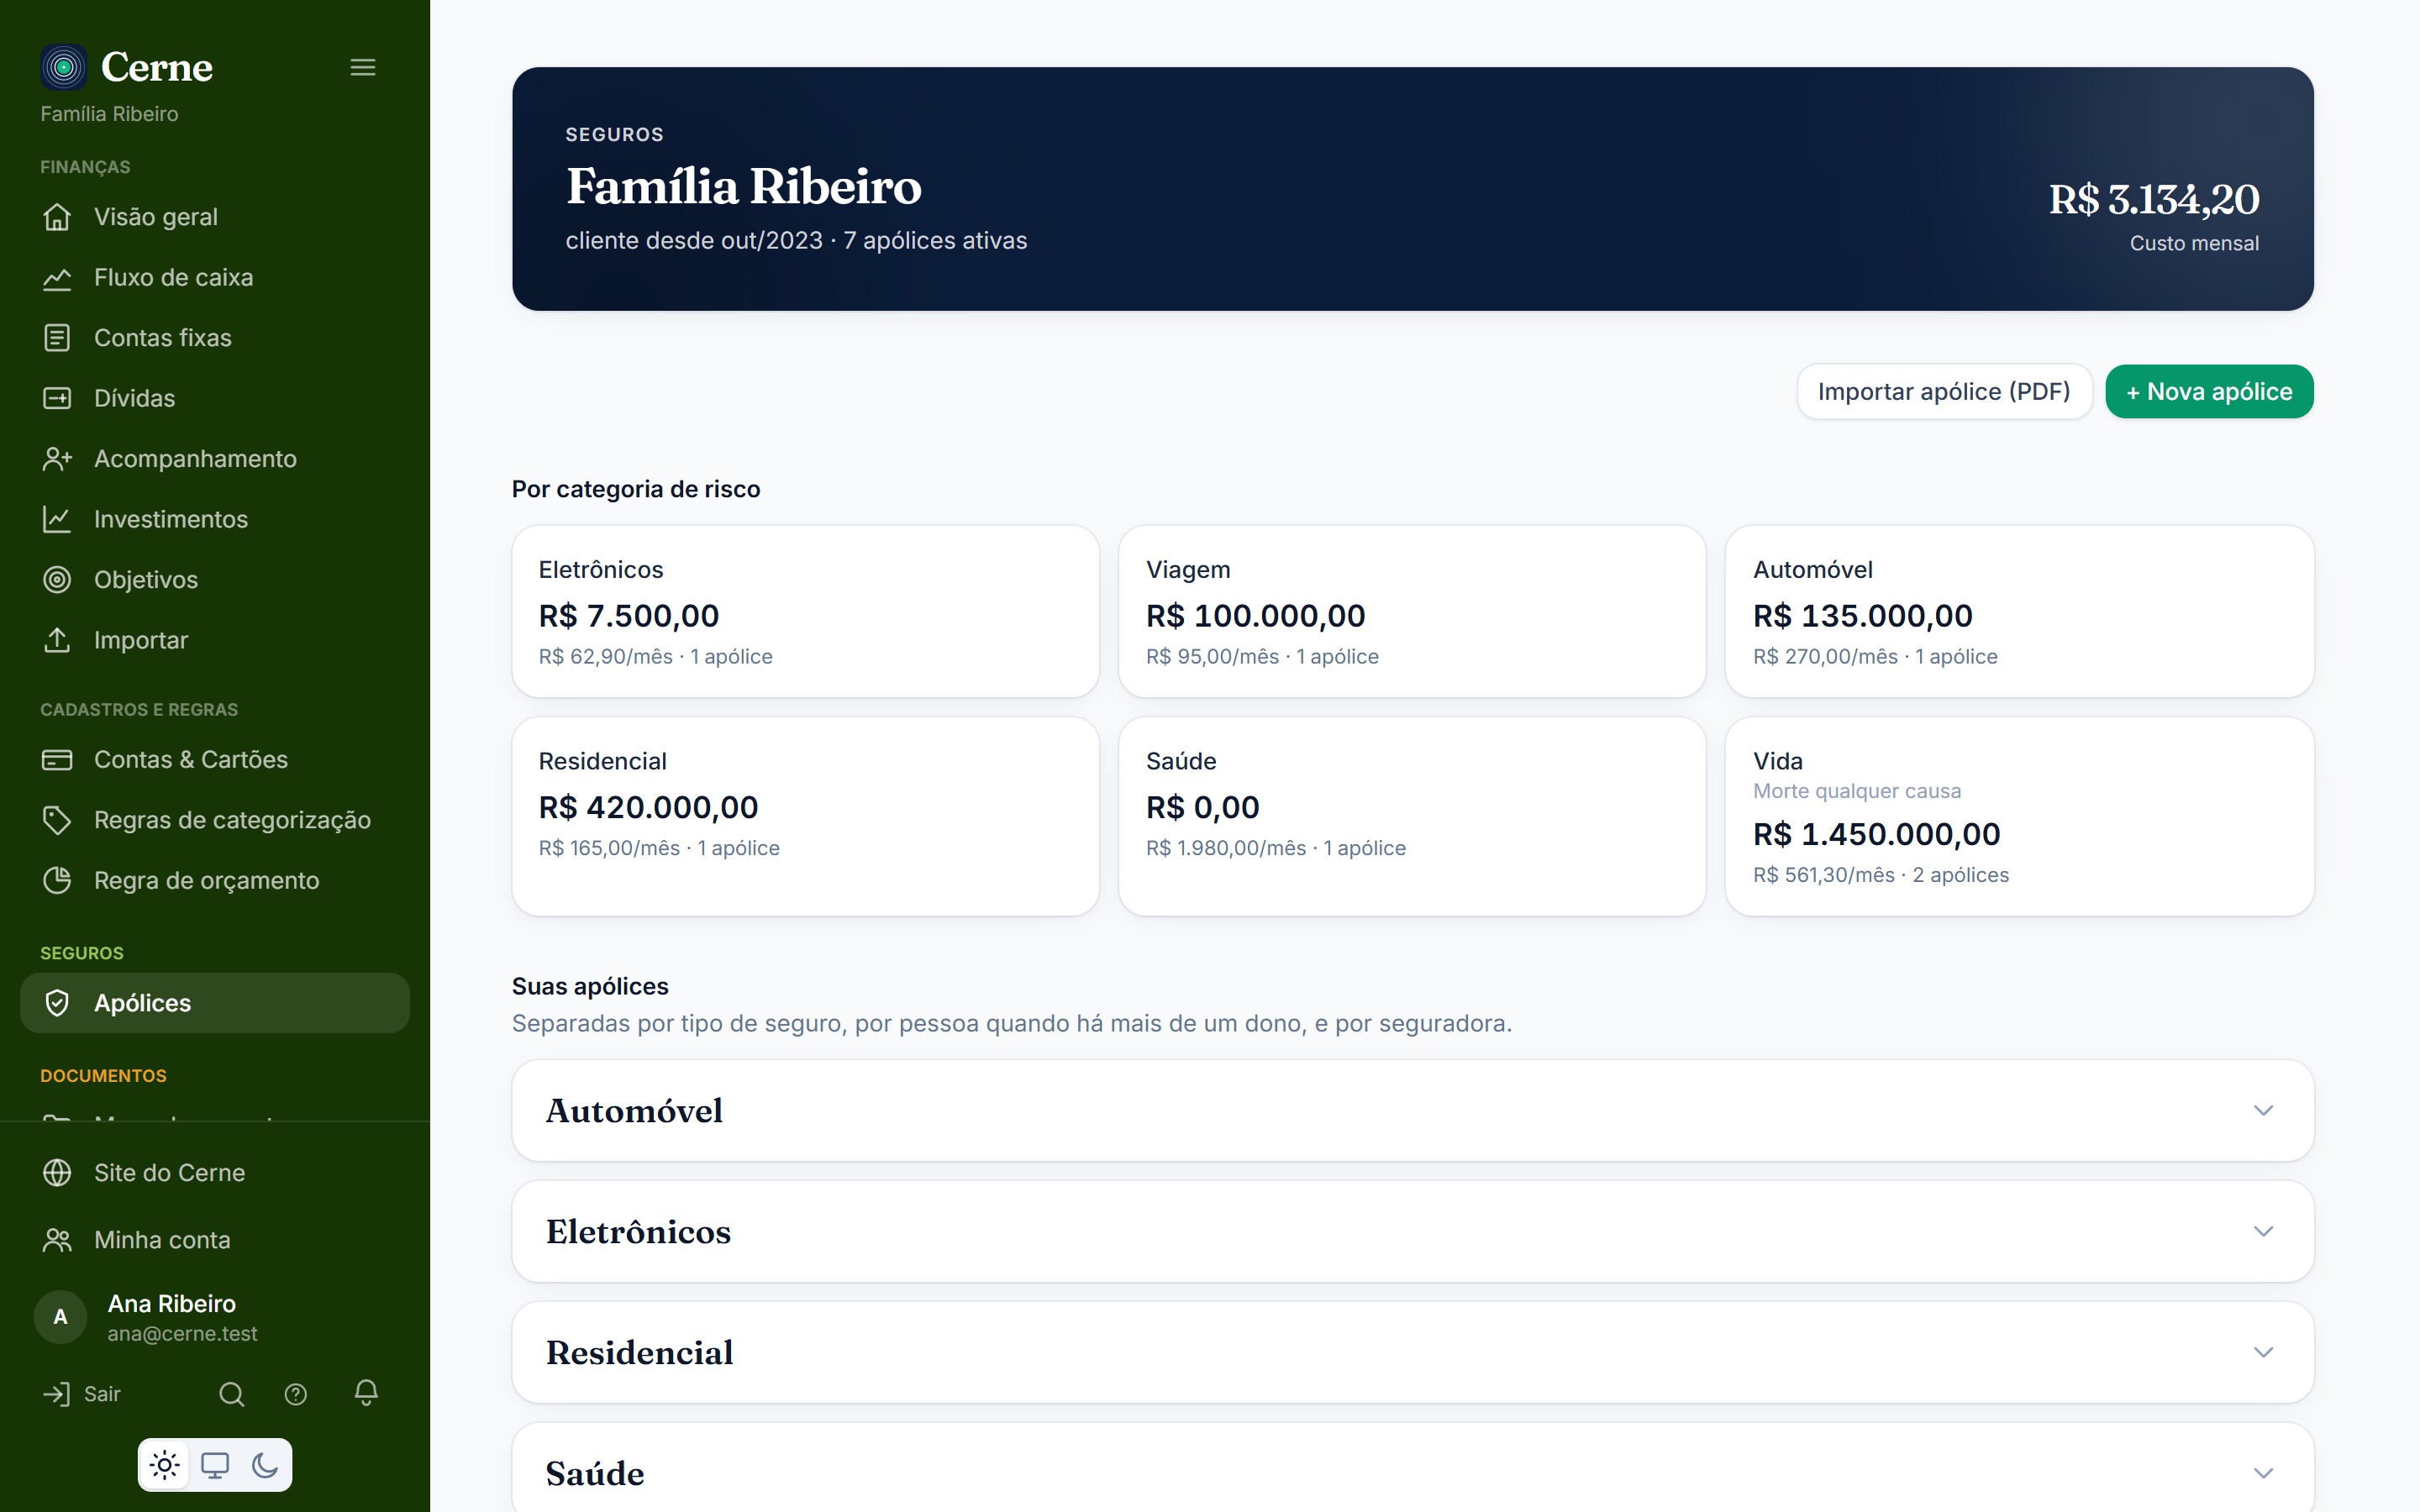 Cerne
Família Ribeiro
FINANÇAS
Visão geral
Fluxo de caixa
Contas fixas
Dívidas
Acompanhamento
Investimentos
Objetivos
Importar
CADASTROS E REGRAS
Contas & Cartões
Regras de categorização
Regra de orçamento
SEGUROS
Apólices
DOCUMENTOS
Site do Cerne
Minha conta
A
Ana Ribeiro
ana@cerne.test
Sair
SEGUROS
Família Ribeiro
cliente desde out/2023 · 7 apólices ativas
R$ 3.134,20
Custo mensal
Importar apólice (PDF)
+ Nova apólice
Por categoria de risco
Eletrônicos
R$ 7.500,00
R$ 62,90/mês · 1 apólice
Viagem
R$ 100.000,00
R$ 95,00/mês · 1 apólice
Automóvel
R$ 135.000,00
R$ 270,00/mês · 1 apólice
Residencial
R$ 420.000,00
R$ 165,00/mês · 1 apólice
Saúde
R$ 0,00
R$ 1.980,00/mês · 1 apólice
Vida
Morte qualquer causa
R$ 1.450.000,00
R$ 561,30/mês · 2 apólices
Suas apólices
Separadas por tipo de seguro, por pessoa quando há mais de um dono, e por seguradora.
Automóvel
Eletrônicos
Residencial
Saúde